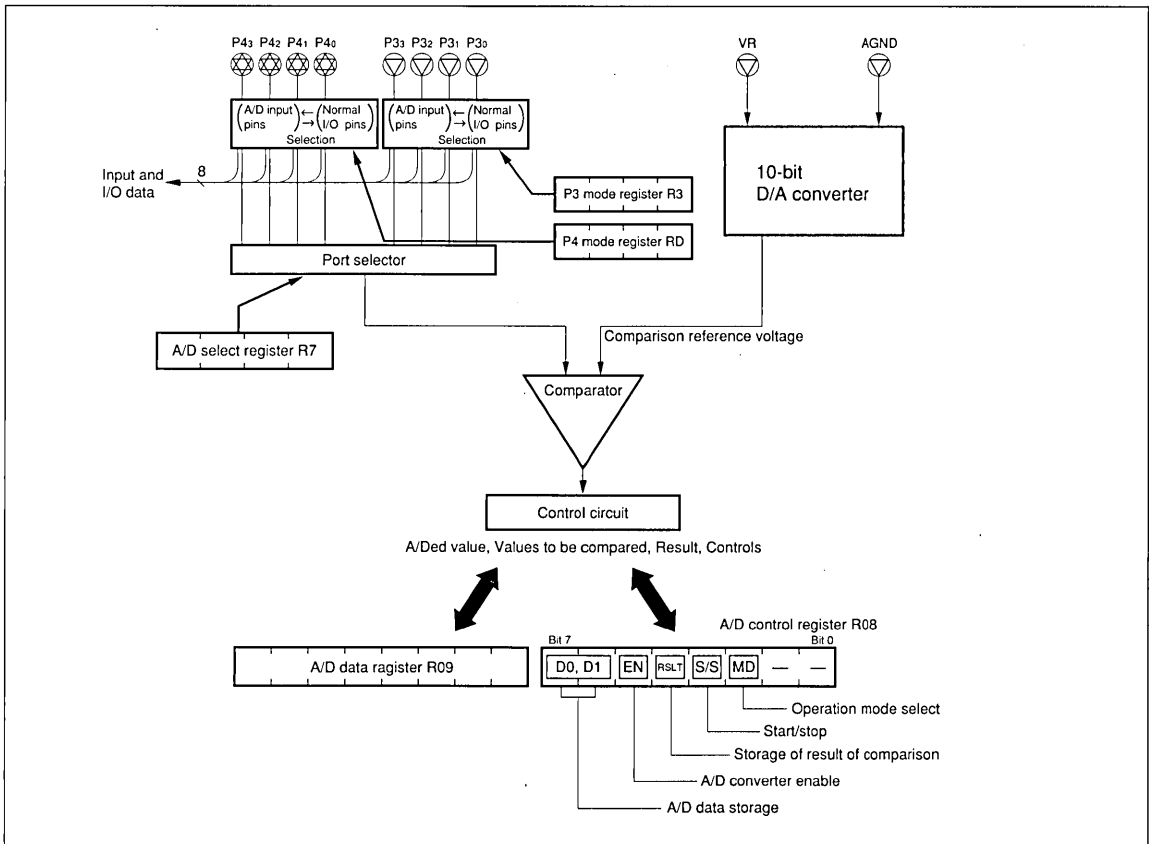 P43 P42 P41 P40 P33 P32 P31 P30 VR AGND
(A/D input pins) ← → (Normal I/O pins)
Selection
(A/D input pins) ← → (Normal I/O pins)
Selection
Input and
I/O data
8
10-bit
D/A converter
P3 mode register R3
P4 mode register RD
Port selector
A/D select register R7
Comparison reference voltage
Comparator
Control circuit
A/Ded value, Values to be compared, Result, Controls
A/D control register R08
Bit 7 Bit 0
A/D data ragister R09
D0, D1 EN RSLT S/S MD — —
Operation mode select
Start/stop
Storage of result of comparison
A/D converter enable
A/D data storage